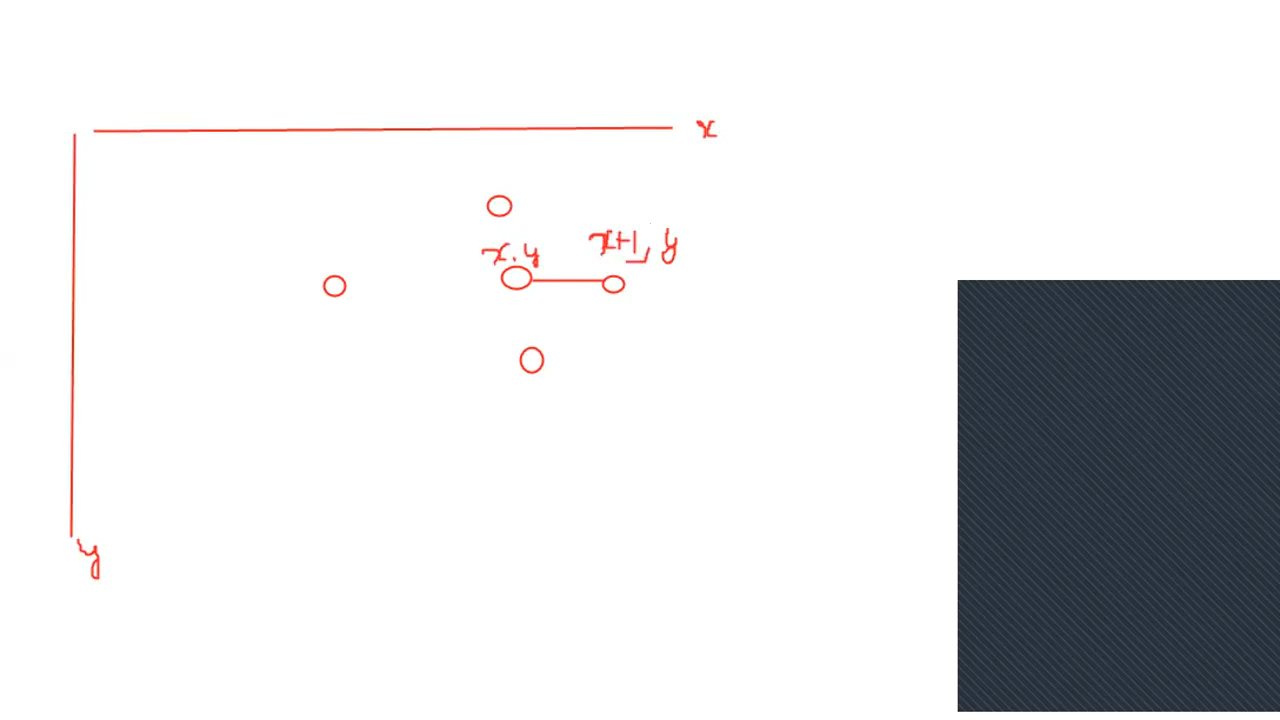 x
x+1, y
x, y
y